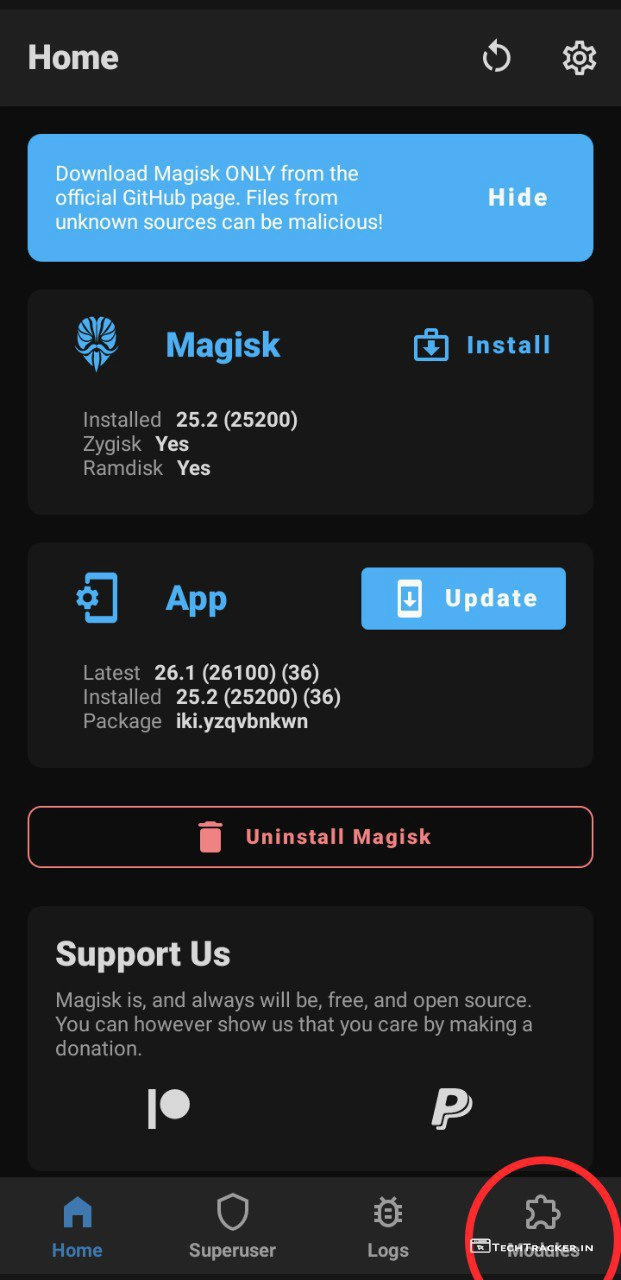 Home
Download Magisk ONLY from the
official GitHub page. Files from
unknown sources can be malicious!
Hide
Magisk
Install
Installed 25.2 (25200)
Zygisk Yes
Ramdisk Yes
App
Update
Latest 26.1 (26100) (36)
Installed 25.2 (25200) (36)
Package iki.yzqvbnkwn
Uninstall Magisk
Support Us
Magisk is, and always will be, free, and open source.
You can however show us that you care by making a
donation.
Home
Superuser
Logs
Modules
TechTracker.in